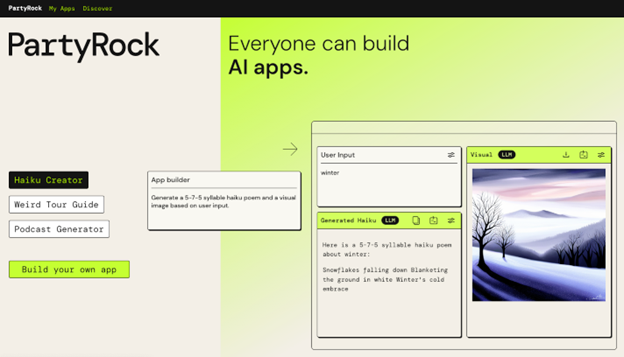 PartyRock My Apps Discover
PartyRock
Everyone can build
AI apps.
Haiku Creator
Weird Tour Guide
Podcast Generator
Build your own app
App builder
Generate a 5-7-5 syllable haiku poem and a visual
image based on user input.
User Input
winter
Visual LLM
Generated Haiku LLM
Here is a 5-7-5 syllable haiku poem
about winter:
Snowflakes falling down Blanketing
the ground in white Winter's cold
embrace